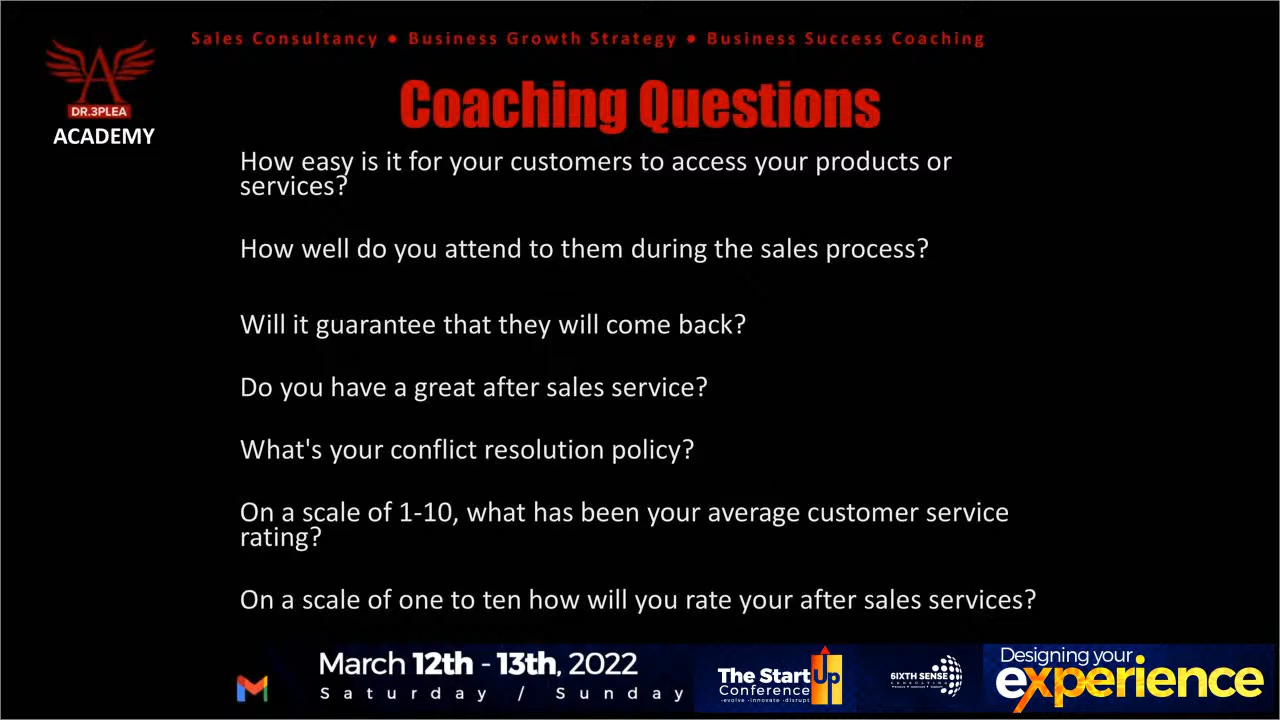 Sales Consultancy ● Business Growth Strategy ● Business Success Coaching
DR.3PLEA
ACADEMY
Coaching Questions
How easy is it for your customers to access your products or
services?
How well do you attend to them during the sales process?
Will it guarantee that they will come back?
Do you have a great after sales service?
What's your conflict resolution policy?
On a scale of 1-10, what has been your average customer service
rating?
On a scale of one to ten how will you rate your after sales services?
March 12th - 13th, 2022
Saturday / Sunday
The StartUp
Conference
-evolve -innovate -disrupt
6IXTH SENSE
CONSULTING
Designing your
experience